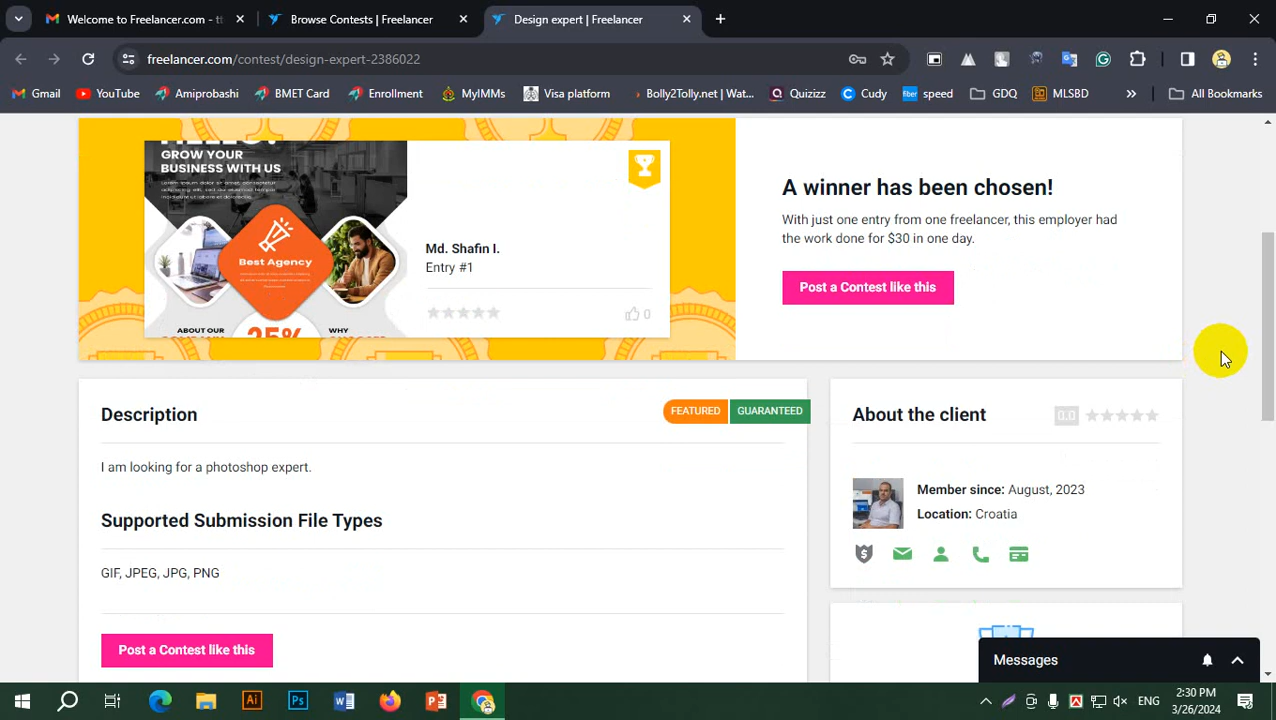 Welcome to Freelancer.com - tt
Browse Contests | Freelancer
Design expert | Freelancer
freelancer.com/contest/design-expert-2386022
Gmail
YouTube
Amiprobashi
BMET Card
Enrollment
MyIMMs
Visa platform
Bolly2Tolly.net | Wat...
Quizizz
Cudy
fiber speed
GDQ
MLSBD
All Bookmarks
GROW YOUR
BUSINESS WITH US
Best Agency
ABOUT OUR
25%
WHY
Md. Shafin I.
Entry #1
0
A winner has been chosen!
With just one entry from one freelancer, this employer had
the work done for $30 in one day.
Post a Contest like this
Description
FEATURED
GUARANTEED
I am looking for a photoshop expert.
Supported Submission File Types
GIF, JPEG, JPG, PNG
Post a Contest like this
About the client
0.0
Member since: August, 2023
Location: Croatia
Messages
Ai
Ps
ENG
2:30 PM
3/26/2024